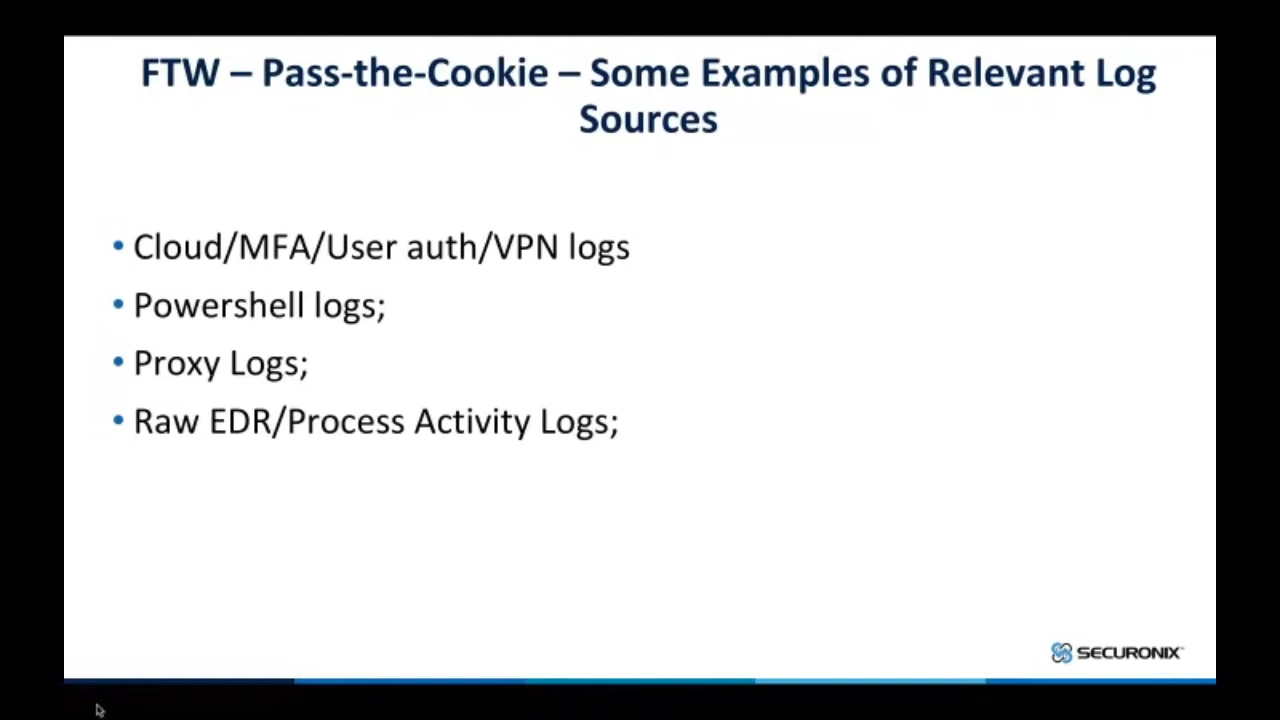 FTW – Pass-the-Cookie – Some Examples of Relevant Log
Sources
• Cloud/MFA/User auth/VPN logs
• Powershell logs;
• Proxy Logs;
• Raw EDR/Process Activity Logs;
SECURONIX